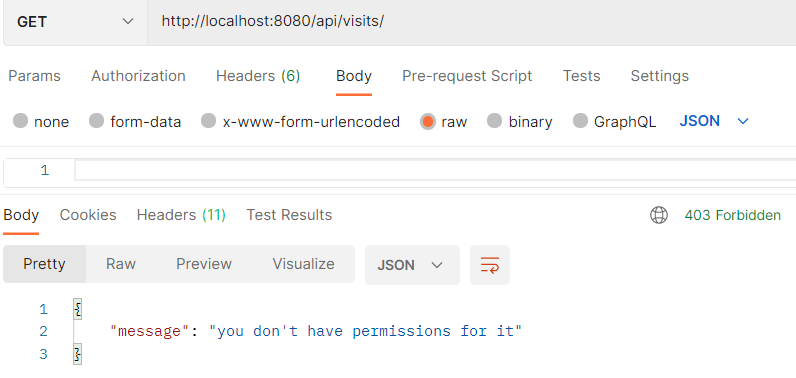 GET http://localhost:8080/api/visits/
Params Authorization Headers (6) Body Pre-request Script Tests Settings
none form-data x-www-form-urlencoded raw binary GraphQL JSON
1
Body Cookies Headers (11) Test Results 403 Forbidden
Pretty Raw Preview Visualize JSON
1 {
2 "message": "you don't have permissions for it"
3 }